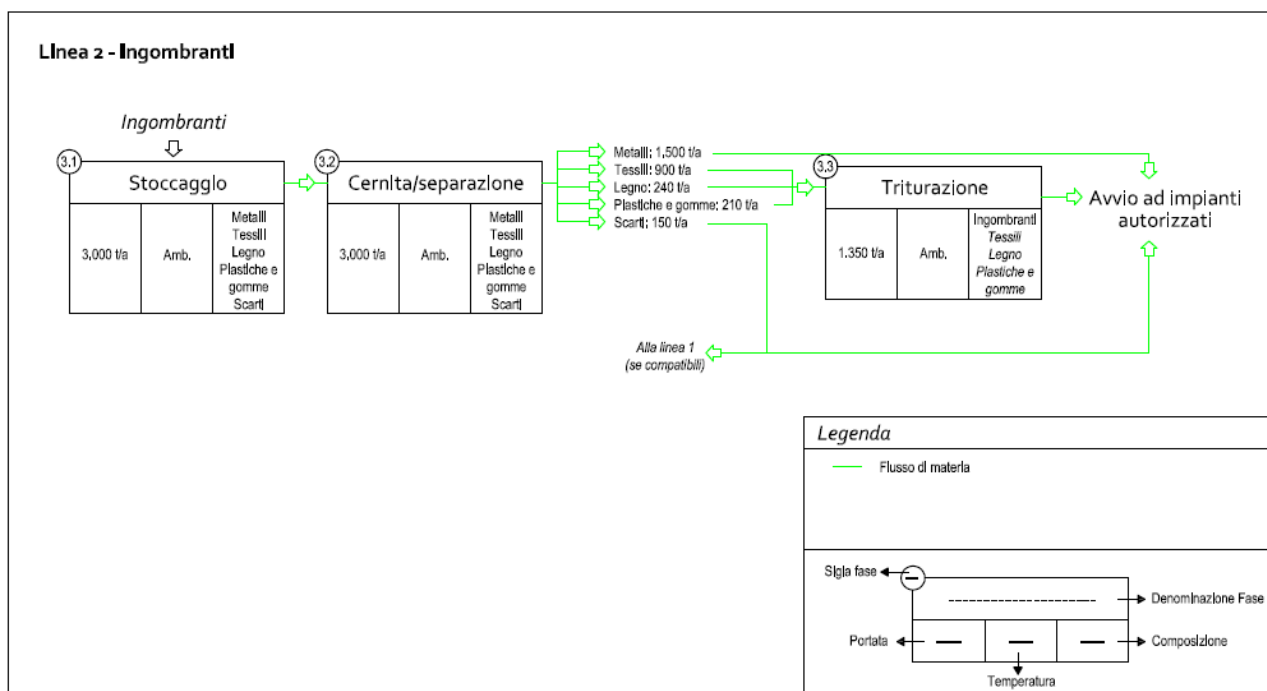 Linea 2 - Ingombranti
Ingombranti
3.1
Stoccaggio
3,000 t/a
Amb.
Metalli
Tessili
Legno
Plastiche e
gomme
Scarti
3.2
Cernita/separazione
3,000 t/a
Amb.
Metalli
Tessili
Legno
Plastiche e
gomme
Scarti
Metalli: 1,500 t/a
Tessili: 900 t/a
Legno: 240 t/a
Plastiche e gomme: 210 t/a
Scarti: 150 t/a
3.3
Triturazione
1.350 t/a
Amb.
Ingombranti
Tessili
Legno
Plastiche e
gomme
Avvio ad impianti
autorizzati
Alla linea 1
(se compatibili)
Legenda
Flusso di materia
Sigla fase
Denominazione Fase
Portata
Composizione
Temperatura